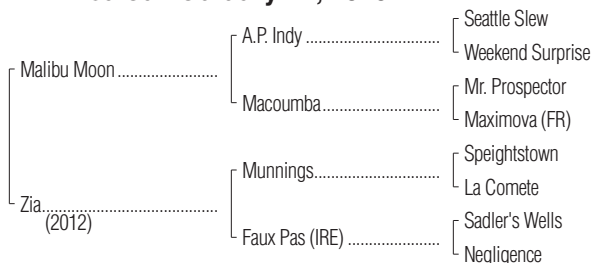 Seattle Slew
A.P. Indy
Weekend Surprise
Malibu Moon
Mr. Prospector
Macoumba
Maximova (FR)
Speightstown
Munnings
La Comete
Zia
(2012)
Sadler's Wells
Faux Pas (IRE)
Negligence